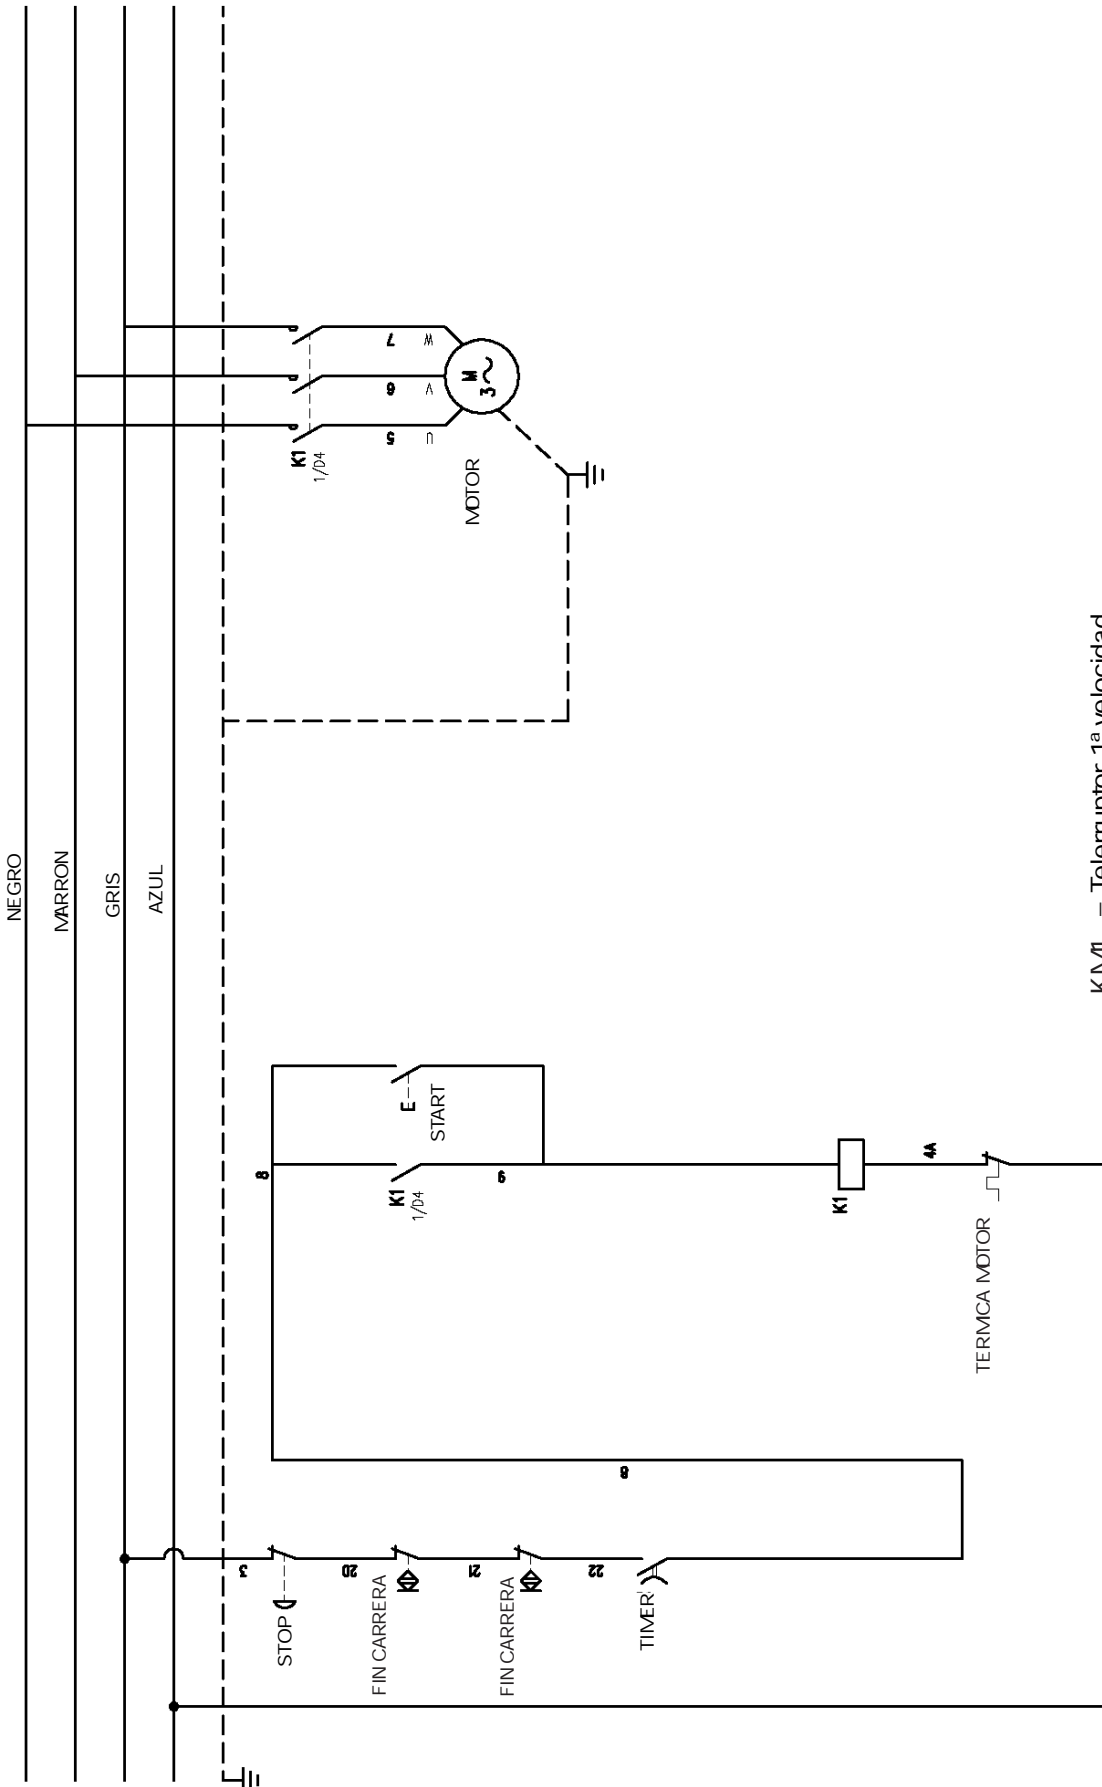 NEGRO
MARRON
GRIS
AZUL
K1
1/D4
5
6
7
U
V
W
M
3
MOTOR
8
K1
1/D4
E
START
9
K1
4A
TERMICA MOTOR
8
3
STOP
20
FIN CARRERA
21
FIN CARRERA
22
TIMER
KM1 – Telerruptor 1ª velocidad